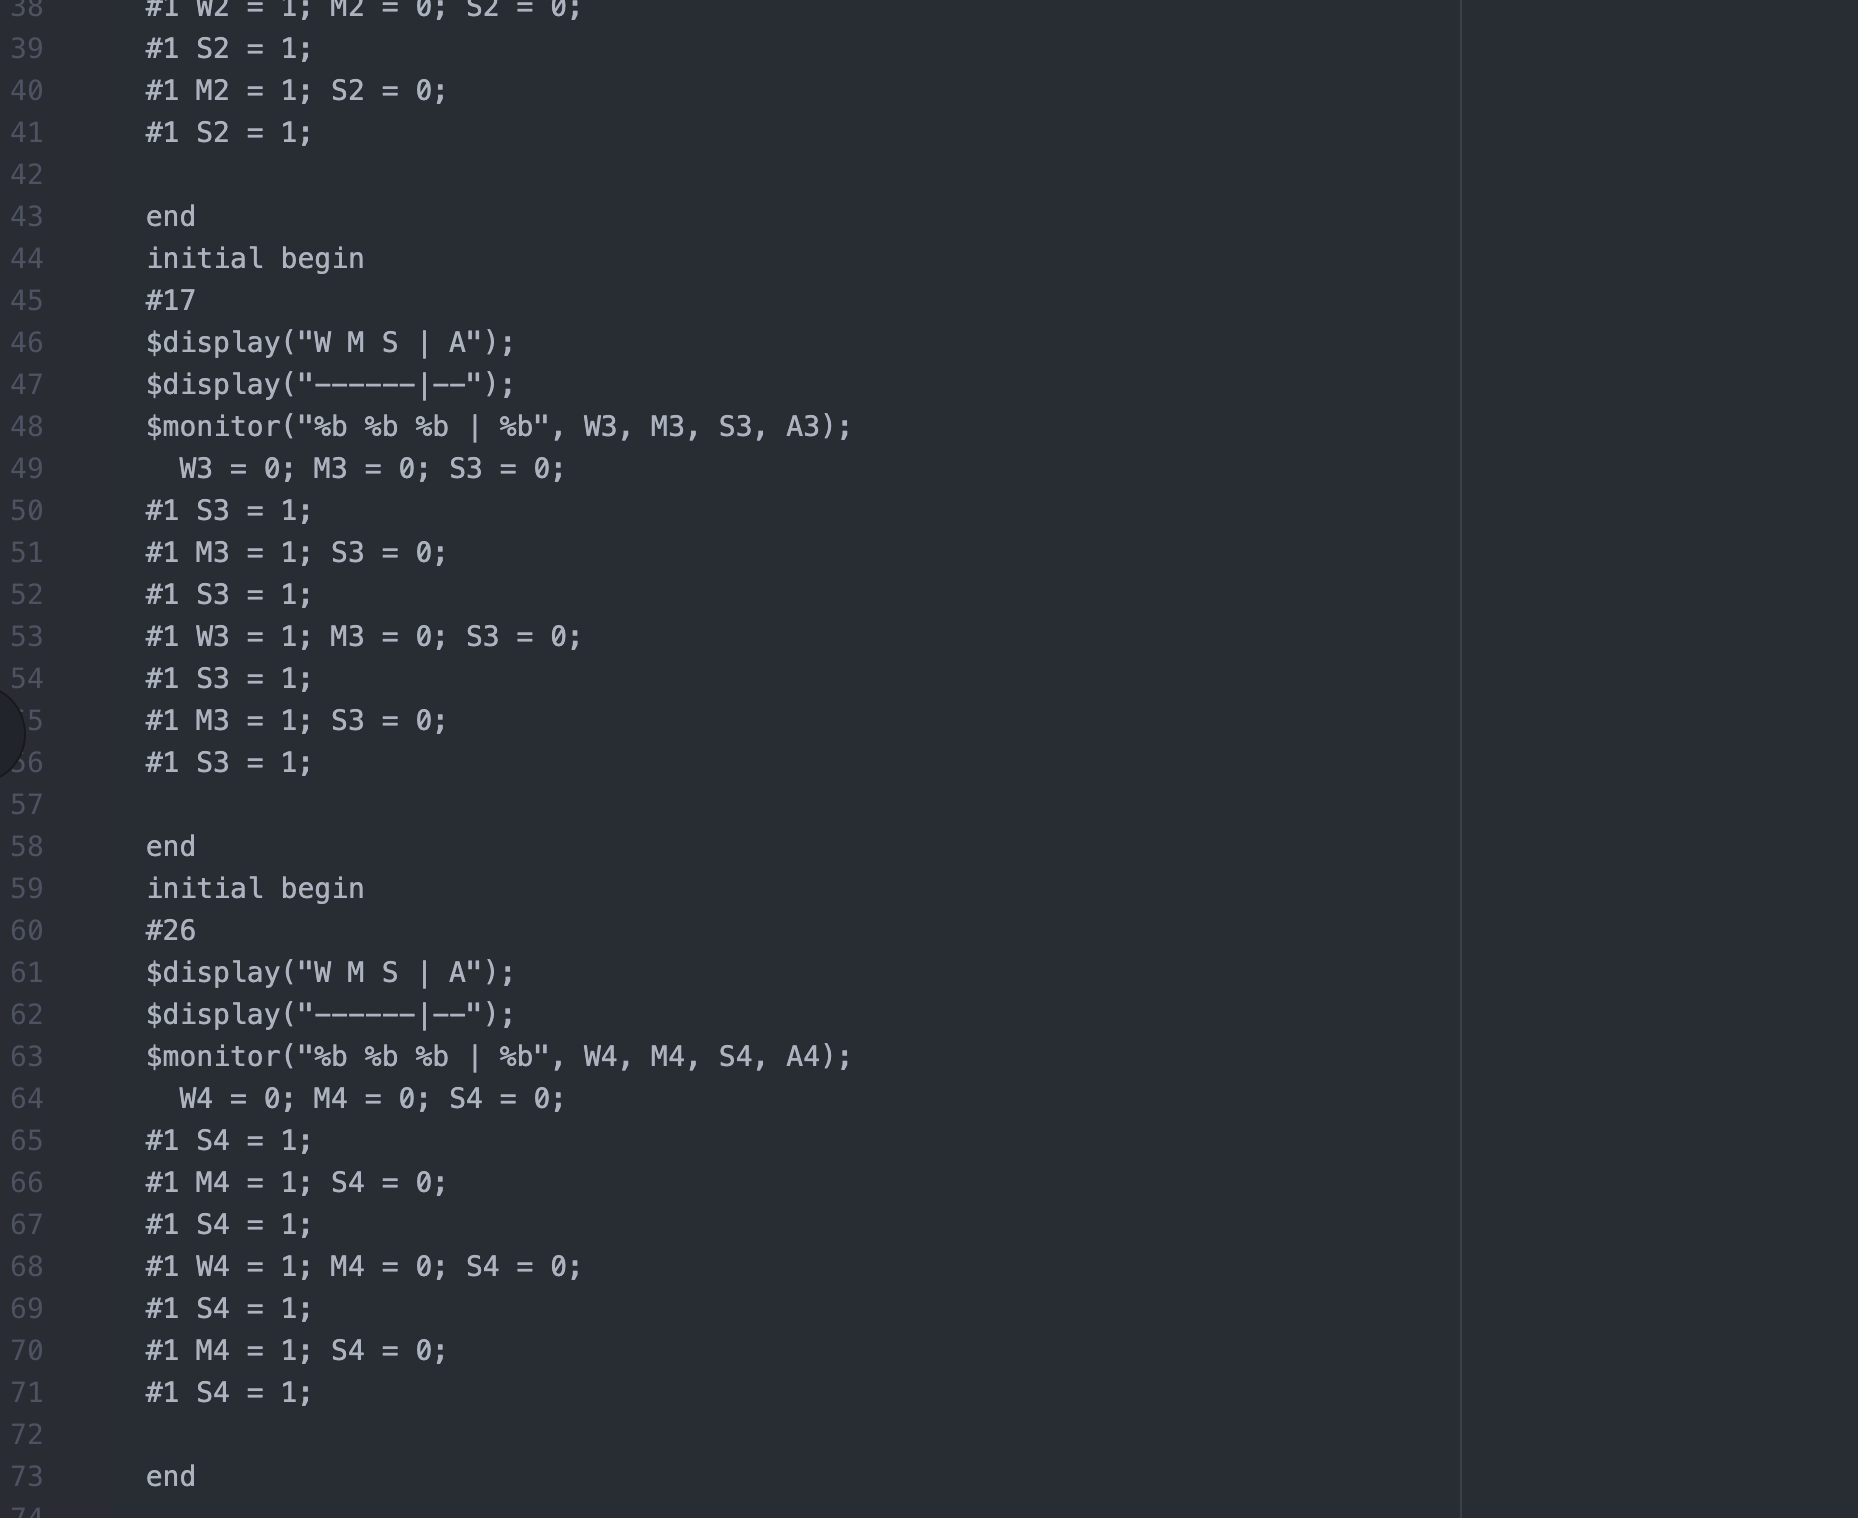 38 #1 W2 = 1; M2 = 0; S2 = 0;
39 #1 S2 = 1;
40 #1 M2 = 1; S2 = 0;
41 #1 S2 = 1;
42
43 end
44 initial begin
45 #17
46 $display("W M S | A");
47 $display("------|--");
48 $monitor("%b %b %b | %b", W3, M3, S3, A3);
49 W3 = 0; M3 = 0; S3 = 0;
50 #1 S3 = 1;
51 #1 M3 = 1; S3 = 0;
52 #1 S3 = 1;
53 #1 W3 = 1; M3 = 0; S3 = 0;
54 #1 S3 = 1;
55 #1 M3 = 1; S3 = 0;
56 #1 S3 = 1;
57
58 end
59 initial begin
60 #26
61 $display("W M S | A");
62 $display("------|--");
63 $monitor("%b %b %b | %b", W4, M4, S4, A4);
64 W4 = 0; M4 = 0; S4 = 0;
65 #1 S4 = 1;
66 #1 M4 = 1; S4 = 0;
67 #1 S4 = 1;
68 #1 W4 = 1; M4 = 0; S4 = 0;
69 #1 S4 = 1;
70 #1 M4 = 1; S4 = 0;
71 #1 S4 = 1;
72
73 end
74